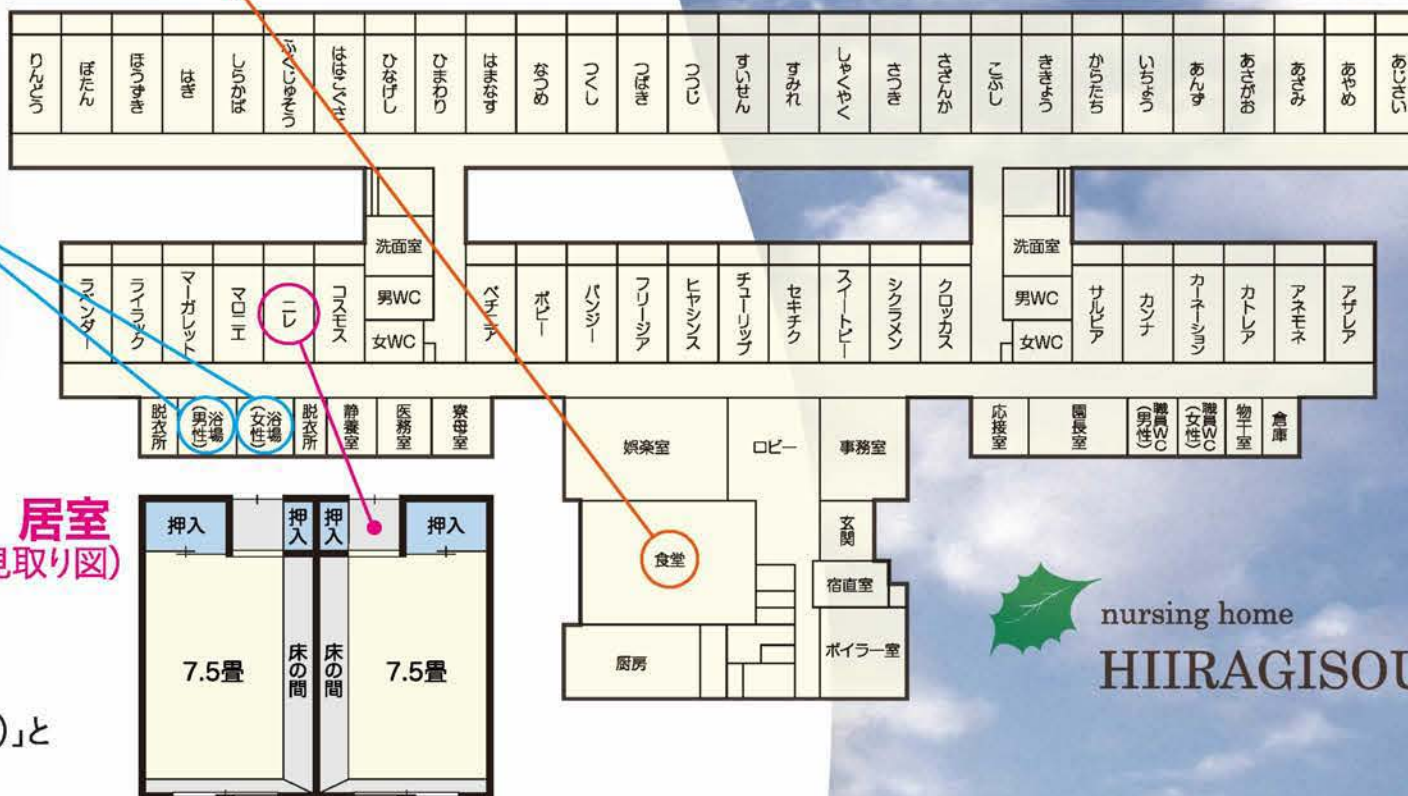 りんどう
ぼたん
ほうずき
はぎ
しらかば
ふくじゅそう
ははこぐさ
ひなげし
ひまわり
はまなす
なつめ
つくし
つばき
つつじ
すいせん
すみれ
しゃくやく
さつき
さざんか
こぶし
ききょう
からたち
いちょう
あんず
あさがお
あざみ
あやめ
あじさい
洗面室
男WC
女WC
洗面室
男WC
女WC
ラベンダー
ライラック
マーガレット
マロニエ
ニレ
コスモス
ペチニア
ポピー
パンジー
フリージア
ヒヤシンス
チューリップ
セキチク
スイートピー
シクラメン
クロッカス
サルビア
カンナ
カーネーション
カトレア
アネモネ
アザレア
脱衣所
浴場
(男性)
浴場
(女性)
脱衣所
静養室
医務室
寮母室
娯楽室
ロビー
事務室
応接室
園長室
職員WC
(男性)
職員WC
(女性)
物干室
倉庫
食堂
玄関
宿直室
厨房
ボイラー室
居室
見取り図)
押入
押入
押入
押入
7.5畳
床の間
床の間
7.5畳
)」と
nursing home
HIIRAGISOU